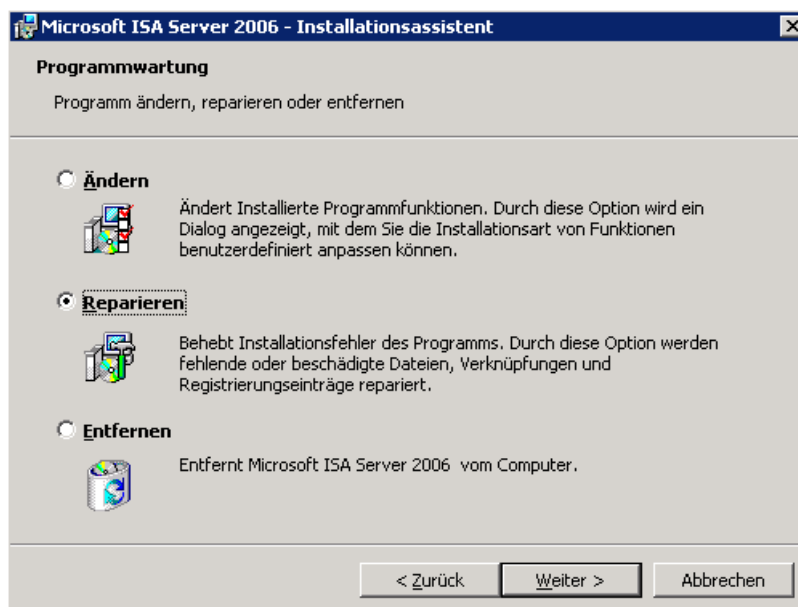 Microsoft ISA Server 2006 - Installationsassistent
Programmwartung
Programm ändern, reparieren oder entfernen
Ändern
Ändert Installierte Programmfunktionen. Durch diese Option wird ein
Dialog angezeigt, mit dem Sie die Installationsart von Funktionen
benutzerdefiniert anpassen können.
Reparieren
Behebt Installationsfehler des Programms. Durch diese Option werden
fehlende oder beschädigte Dateien, Verknüpfungen und
Registrierungseinträge repariert.
Entfernen
Entfernt Microsoft ISA Server 2006 vom Computer.
< Zurück
Weiter >
Abbrechen